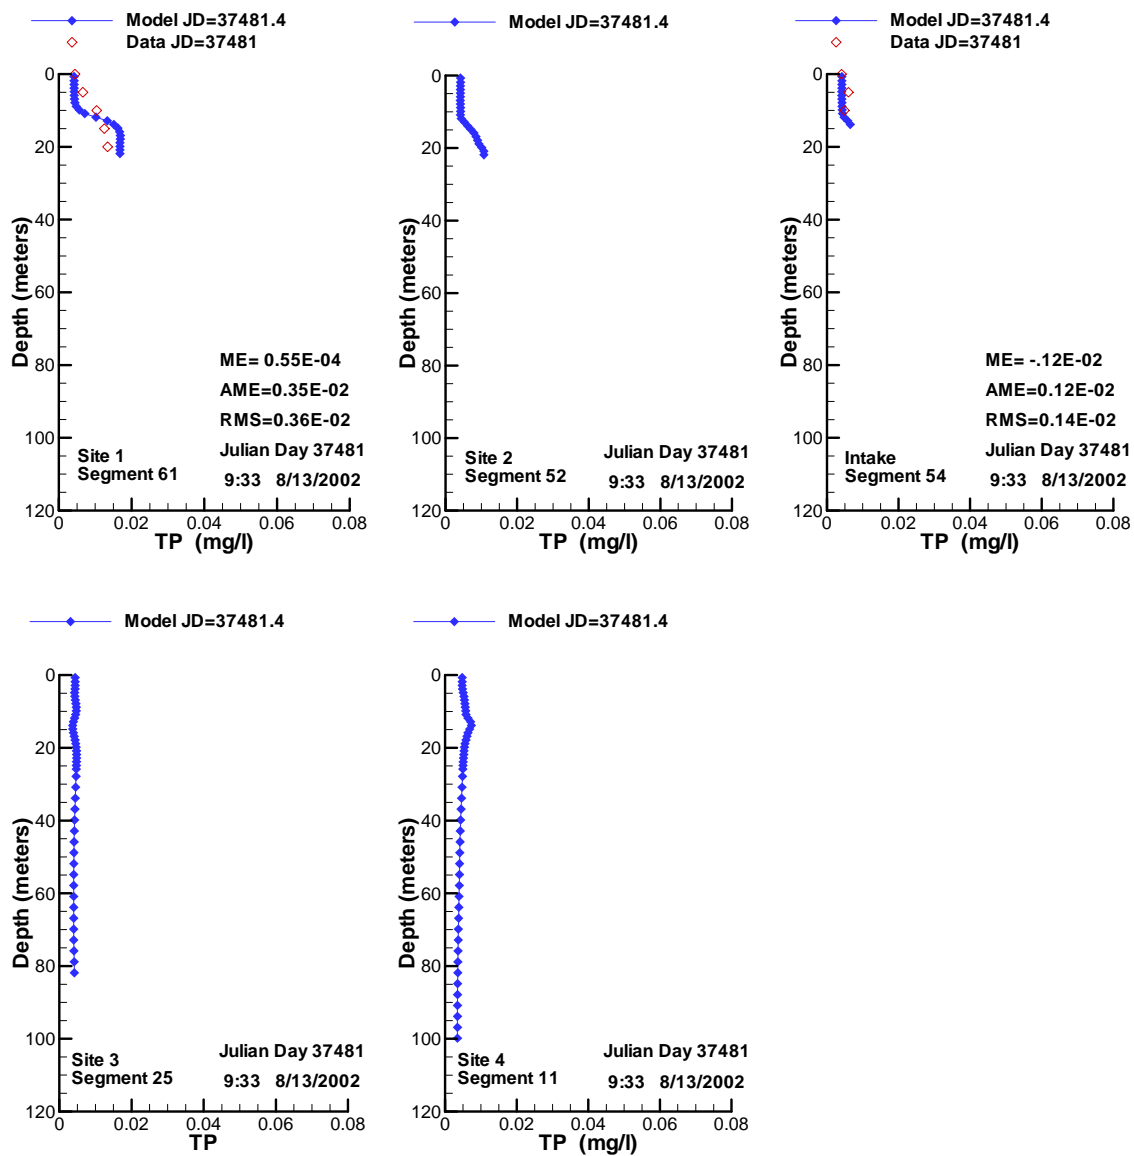 Model JD=37481.4
Data JD=37481
0
20
40
60
80
100
120
Depth (meters)
ME= 0.55E-04
AME=0.35E-02
RMS=0.36E-02
Julian Day 37481
9:33 8/13/2002
Site 1
Segment 61
0 0.02 0.04 0.06 0.08
TP (mg/l)
Model JD=37481.4
0
20
40
60
80
100
120
Depth (meters)
Julian Day 37481
9:33 8/13/2002
Site 2
Segment 52
0 0.02 0.04 0.06 0.08
TP (mg/l)
Model JD=37481.4
Data JD=37481
0
20
40
60
80
100
120
Depth (meters)
ME= -.12E-02
AME=0.12E-02
RMS=0.14E-02
Julian Day 37481
9:33 8/13/2002
Intake
Segment 54
0 0.02 0.04 0.06 0.08
TP (mg/l)
Model JD=37481.4
0
20
40
60
80
100
120
Depth (meters)
Julian Day 37481
9:33 8/13/2002
Site 3
Segment 25
0 0.02 0.04 0.06 0.08
TP
Model JD=37481.4
0
20
40
60
80
100
120
Depth (meters)
Julian Day 37481
9:33 8/13/2002
Site 4
Segment 11
0 0.02 0.04 0.06 0.08
TP (mg/l)